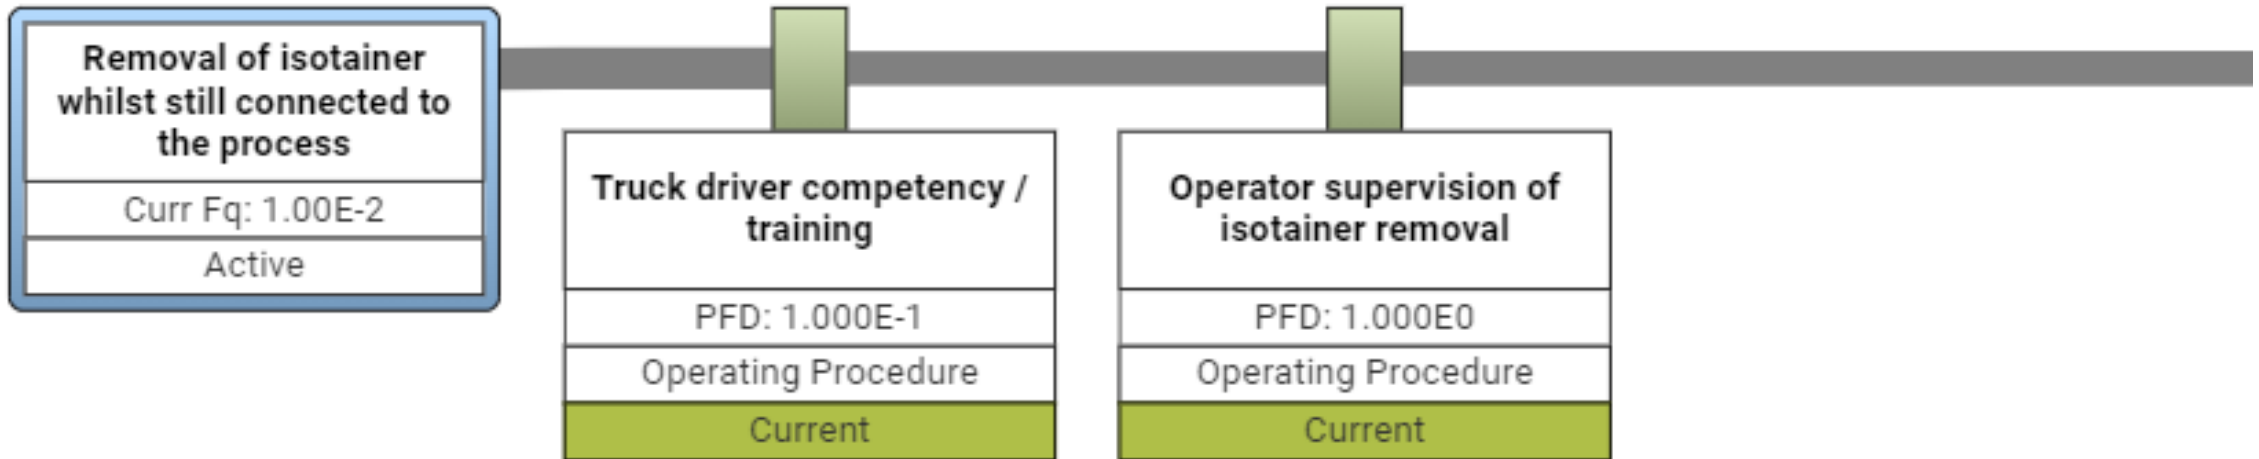 Removal of isotainer
whilst still connected to
the process
Curr Fq: 1.00E-2
Active
Truck driver competency /
training
PFD: 1.000E-1
Operating Procedure
Current
Operator supervision of
isotainer removal
PFD: 1.000E0
Operating Procedure
Current